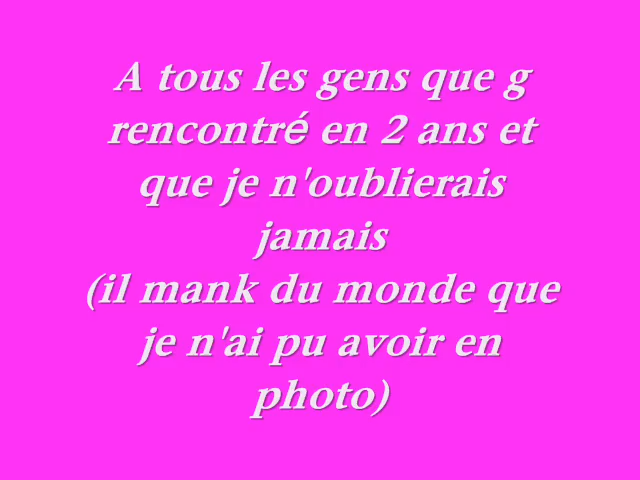 A tous les gens que g
rencontré en 2 ans et
que je n'oublierais
jamais
(il mank du monde que
je n'ai pu avoir en
photo)